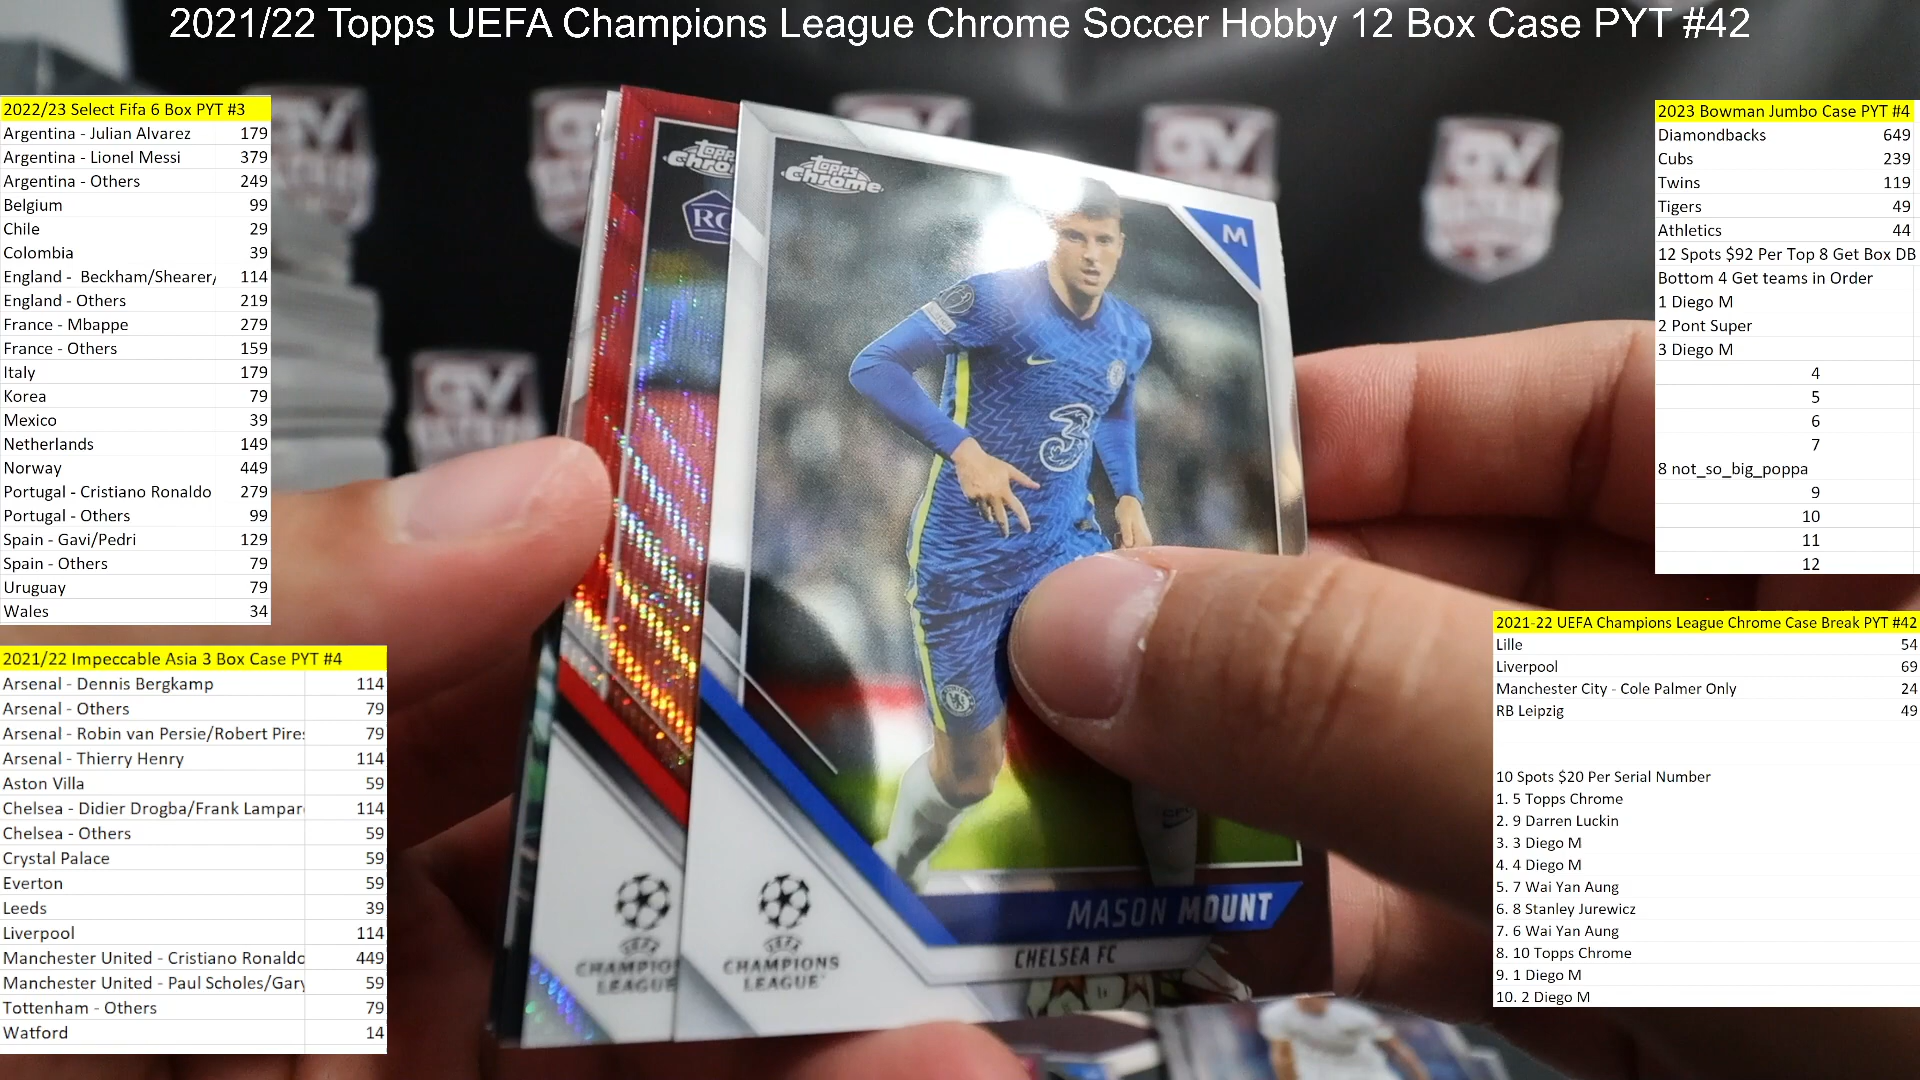 2021/22 Topps UEFA Champions League Chrome Soccer Hobby 12 Box Case PYT #42
2022/23 Select Fifa 6 Box PYT #3
Argentina - Julian Alvarez 179
Argentina - Lionel Messi 379
Argentina - Others 249
Belgium 99
Chile 29
Colombia 39
England - Beckham/Shearer/ 114
England - Others 219
France - Mbappe 279
France - Others 159
Italy 179
Korea 79
Mexico 39
Netherlands 149
Norway 449
Portugal - Cristiano Ronaldo 279
Portugal - Others 99
Spain - Gavi/Pedri 129
Spain - Others 79
Uruguay 79
Wales 34
2021/22 Impeccable Asia 3 Box Case PYT #4
Arsenal - Dennis Bergkamp 114
Arsenal - Others 79
Arsenal - Robin van Persie/Robert Pires 79
Arsenal - Thierry Henry 114
Aston Villa 59
Chelsea - Didier Drogba/Frank Lampar 114
Chelsea - Others 59
Crystal Palace 59
Everton 59
Leeds 39
Liverpool 114
Manchester United - Cristiano Ronaldo 449
Manchester United - Paul Scholes/Gary 59
Tottenham - Others 79
Watford 14
Topps
Chro
RC
CHAMPIO
LEAGUE
Topps
Chrome
M
3
MASON MOUNT
CHELSEA FC
UEFA
CHAMPIONS
LEAGUE
2023 Bowman Jumbo Case PYT #4
Diamondbacks 649
Cubs 239
Twins 119
Tigers 49
Athletics 44
12 Spots $92 Per Top 8 Get Box DB
Bottom 4 Get teams in Order
1 Diego M
2 Pont Super
3 Diego M
4
5
6
7
8 not_so_big_poppa
9
10
11
12
2021-22 UEFA Champions League Chrome Case Break PYT #42
Lille 54
Liverpool 69
Manchester City - Cole Palmer Only 24
RB Leipzig 49
10 Spots $20 Per Serial Number
1. 5 Topps Chrome
2. 9 Darren Luckin
3. 3 Diego M
4. 4 Diego M
5. 7 Wai Yan Aung
6. 8 Stanley Jurewicz
7. 6 Wai Yan Aung
8. 10 Topps Chrome
9. 1 Diego M
10. 2 Diego M